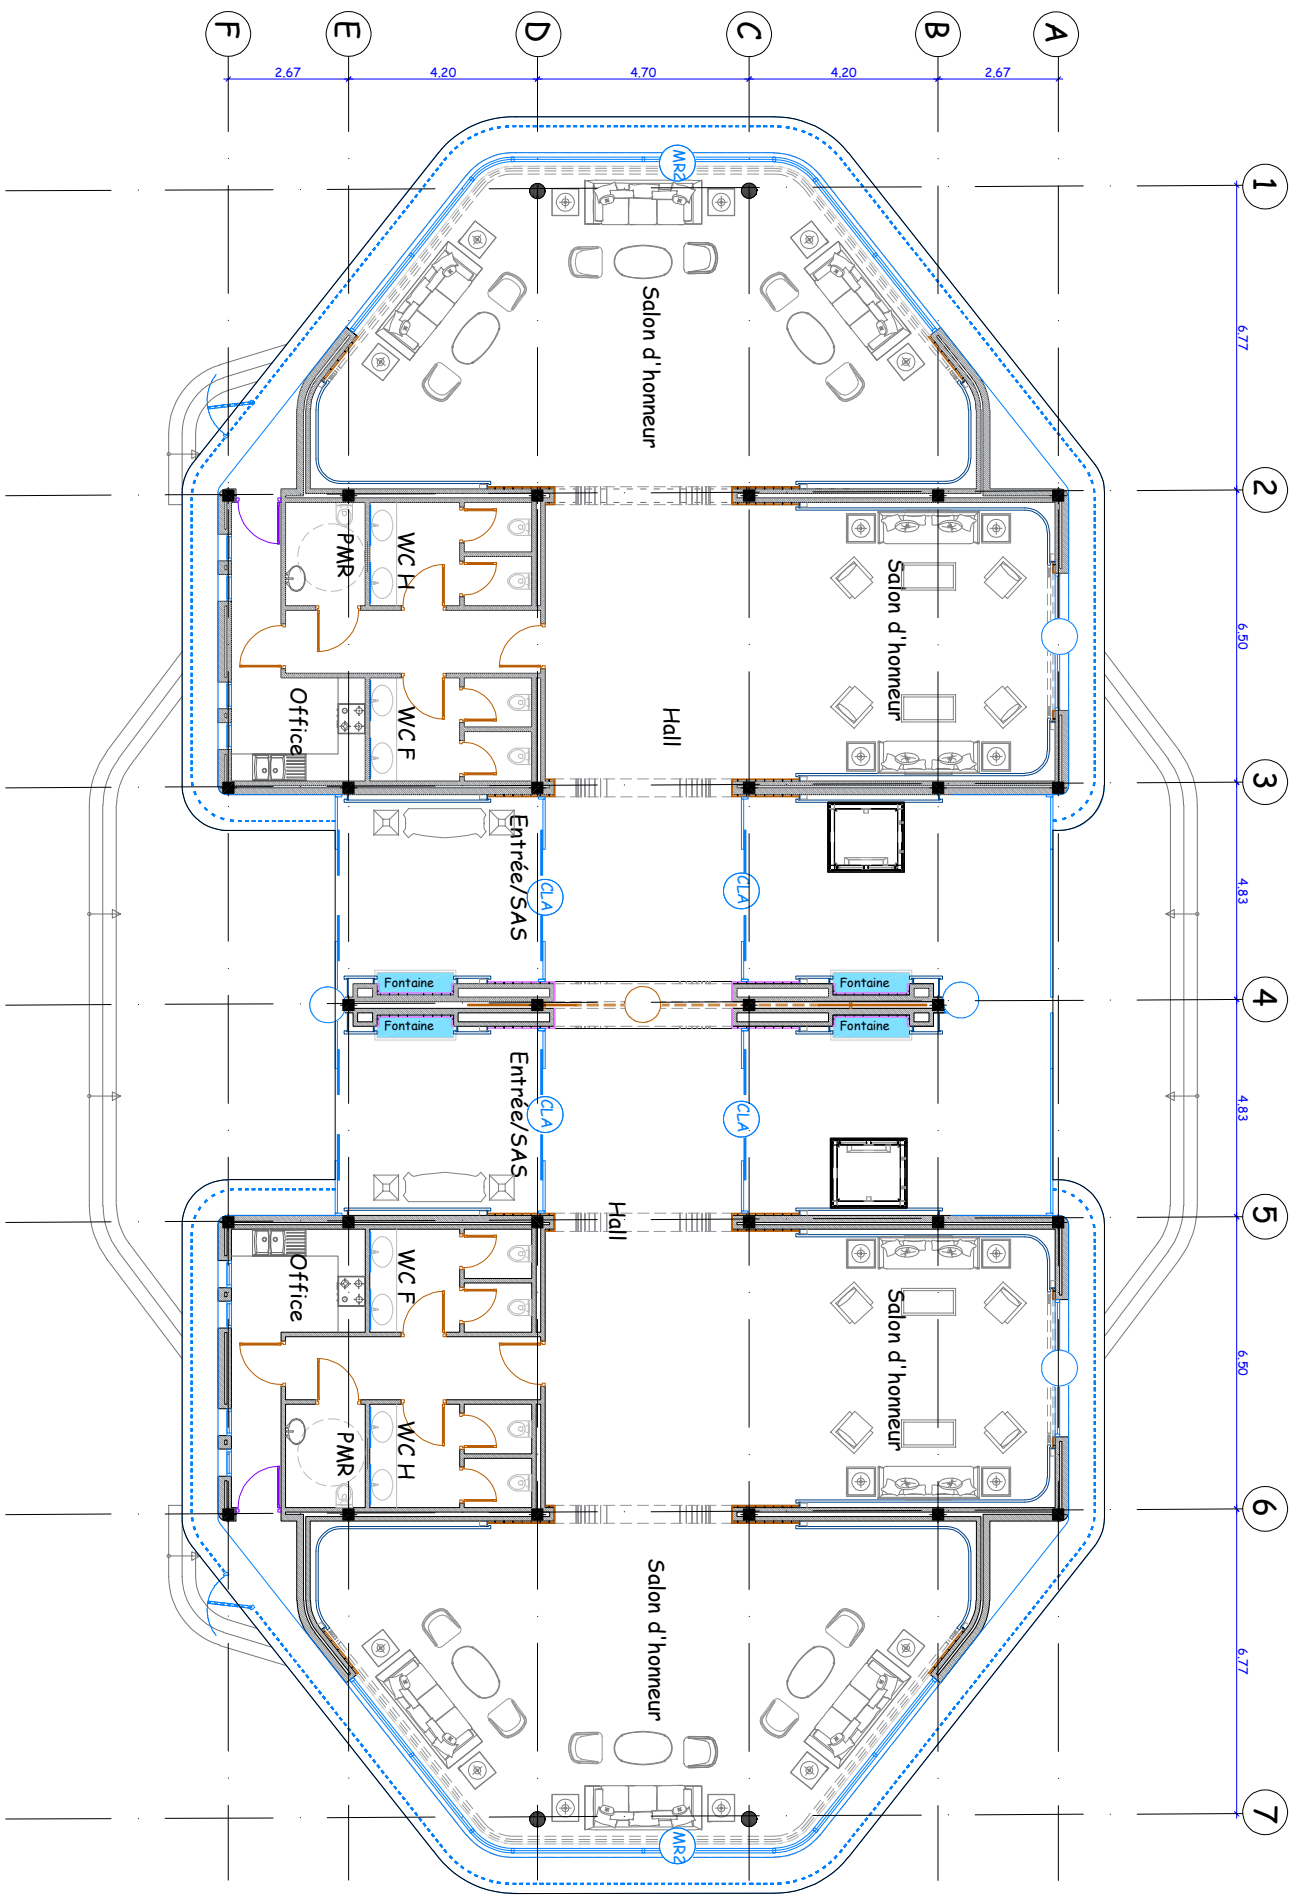 F
E
D
C
B
A
2.67
4.20
4.70
4.20
2.67
1
2
3
4
5
6
7
6.77
6.50
4.83
4.83
6.50
6.77
MR2
Salon d'honneur
PMR
WC H
Salon d'honneur
Office
WC F
Hall
Entrée/SAS
CLA
CLA
Fontaine
Fontaine
Fontaine
Fontaine
Entrée/SAS
CLA
CLA
Hall
Office
WC F
Salon d'honneur
PMR
WC H
Salon d'honneur
MR2